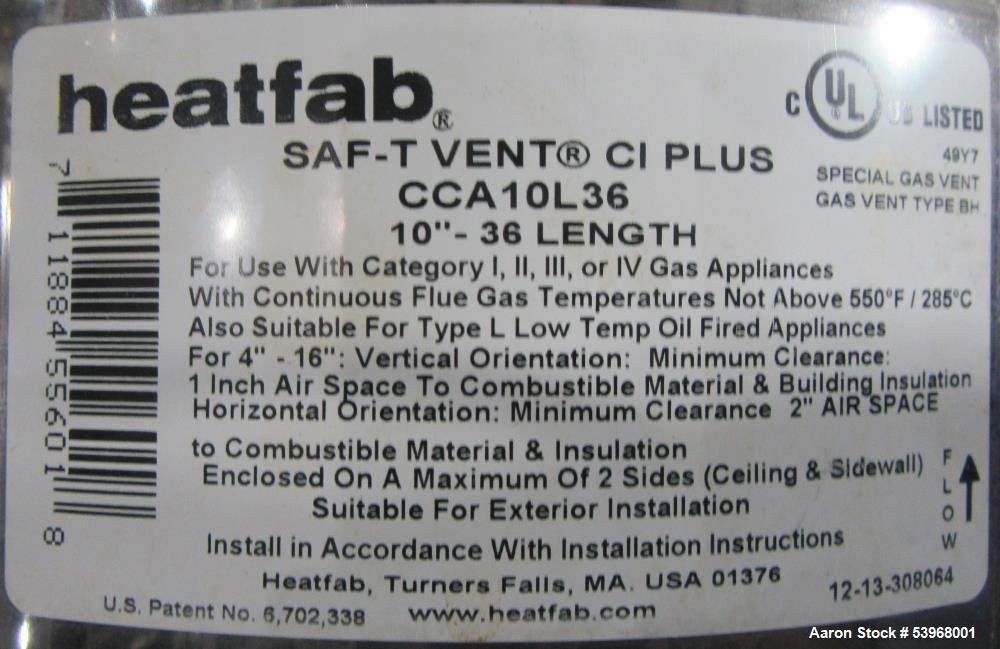 heatfab®
C UL US LISTED
49Y7
SPECIAL GAS VENT
GAS VENT TYPE BH
SAF-T VENT® CI PLUS
CCA10L36
10"- 36 LENGTH
For Use With Category I, II, III, or IV Gas Appliances
With Continuous Flue Gas Temperatures Not Above 550°F / 285°C
Also Suitable For Type L Low Temp Oil Fired Appliances
For 4" - 16": Vertical Orientation: Minimum Clearance:
1 Inch Air Space To Combustible Material & Building Insulation
Horizontal Orientation: Minimum Clearance 2" AIR SPACE
to Combustible Material & Insulation
Enclosed On A Maximum Of 2 Sides (Ceiling & Sidewall)
Suitable For Exterior Installation
Install in Accordance With Installation Instructions
Heatfab, Turners Falls, MA. USA 01376
12-13-308064
U.S. Patent No. 6,702,338
www.heatfab.com
7 11884 55601 8
FLOW
Aaron Stock # 53968001